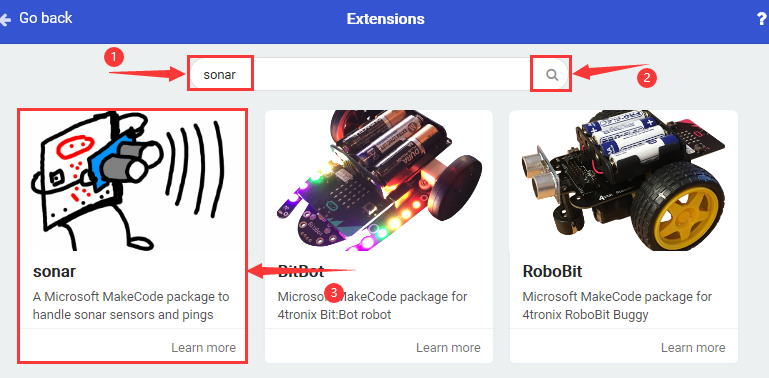 Go back
Extensions
?
1
sonar
2
sonar
A Microsoft MakeCode package to
handle sonar sensors and pings
Learn more
BitBot
3
Microsoft MakeCode package for
4tronix Bit:Bot robot
Learn more
RoboBit
Microsoft MakeCode package for
4tronix RoboBit Buggy
Learn more